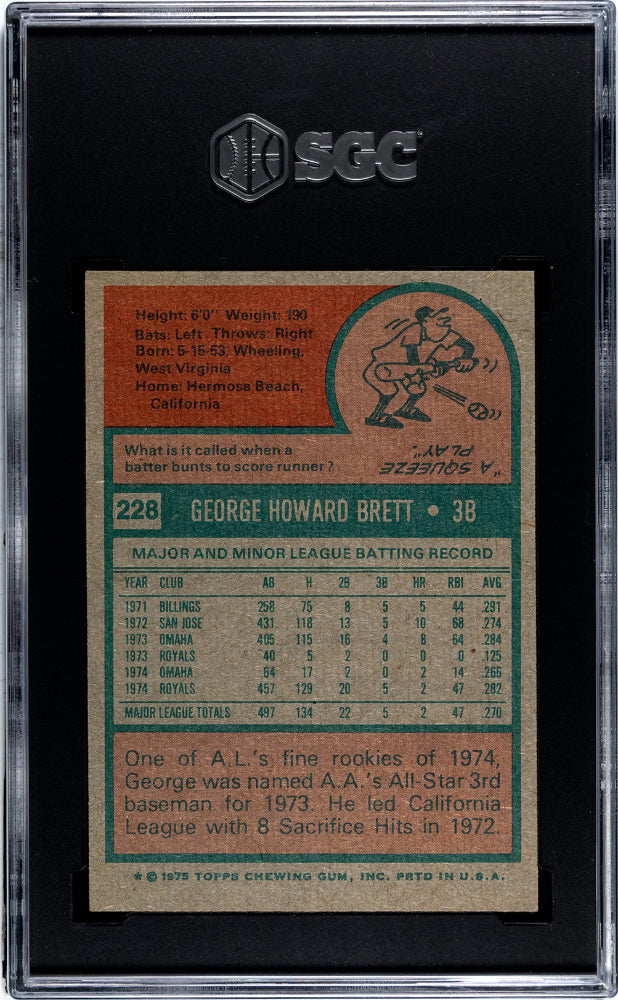 SGC
Height: 6'0" Weight: 190
Bats: Left Throws: Right
Born: 5-15-53, Wheeling,
West Virginia
Home: Hermosa Beach,
California
What is it called when a
batter bunts to score runner?
"A SQUEEZE
PLAY".
228 GEORGE HOWARD BRETT • 3B
MAJOR AND MINOR LEAGUE BATTING RECORD
YEAR CLUB AB H 2B 3B HR RBI AVG
1971 BILLINGS 258 75 8 5 5 44 .291
1972 SAN JOSE 431 118 13 5 10 68 .274
1973 OMAHA 405 115 16 4 8 64 .284
1973 ROYALS 40 5 2 0 0 0 .125
1974 OMAHA 64 17 2 0 2 14 .266
1974 ROYALS 457 129 20 5 2 47 .282
MAJOR LEAGUE TOTALS 497 134 22 5 2 47 .270
One of A.L.'s fine rookies of 1974,
George was named A.A.'s All-Star 3rd
baseman for 1973. He led California
League with 8 Sacrifice Hits in 1972.
★ © 1975 TOPPS CHEWING GUM, INC. PRTD IN U.S.A.